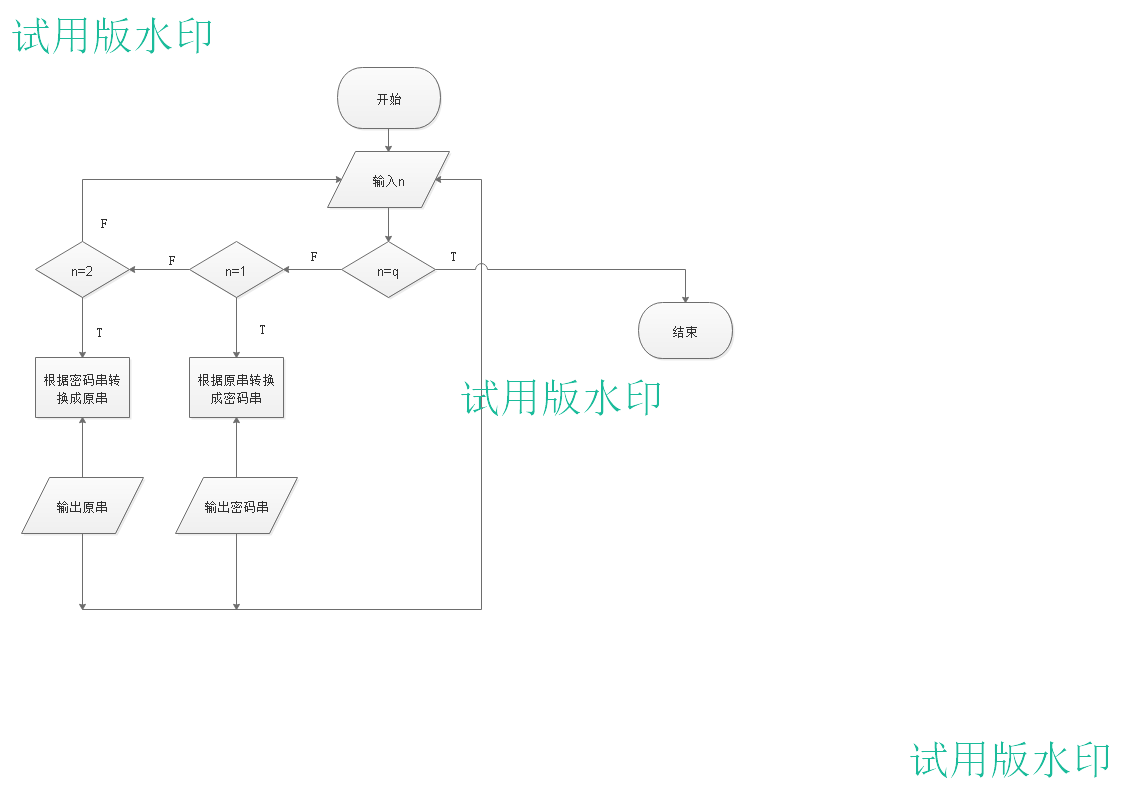 试用版水印
开始
输入n
F
n=2
F
n=1
F
n=q
T
T
T
结束
根据密码串转
换成原串
根据原串转换
成密码串
试用版水印
输出原串
输出密码串
试用版水印